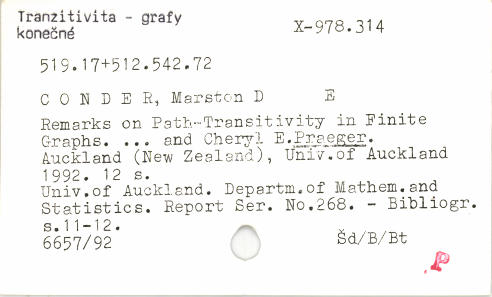 Tranzitivita - grafy
konečné
X-978.314
519.17+512.542.72
C O N D E R, Marston D E
Remarks on Path-Transitivity in Finite
Graphs. ... and Cheryl E.Praeger.
Auckland (New Zealand), Univ.of Auckland
1992. 12 s.
Univ.of Auckland. Departm.of Mathem.and
Statistics. Report Ser. No.268. - Bibliogr.
s.11-12.
6657/92
Šd/B/Bt
P